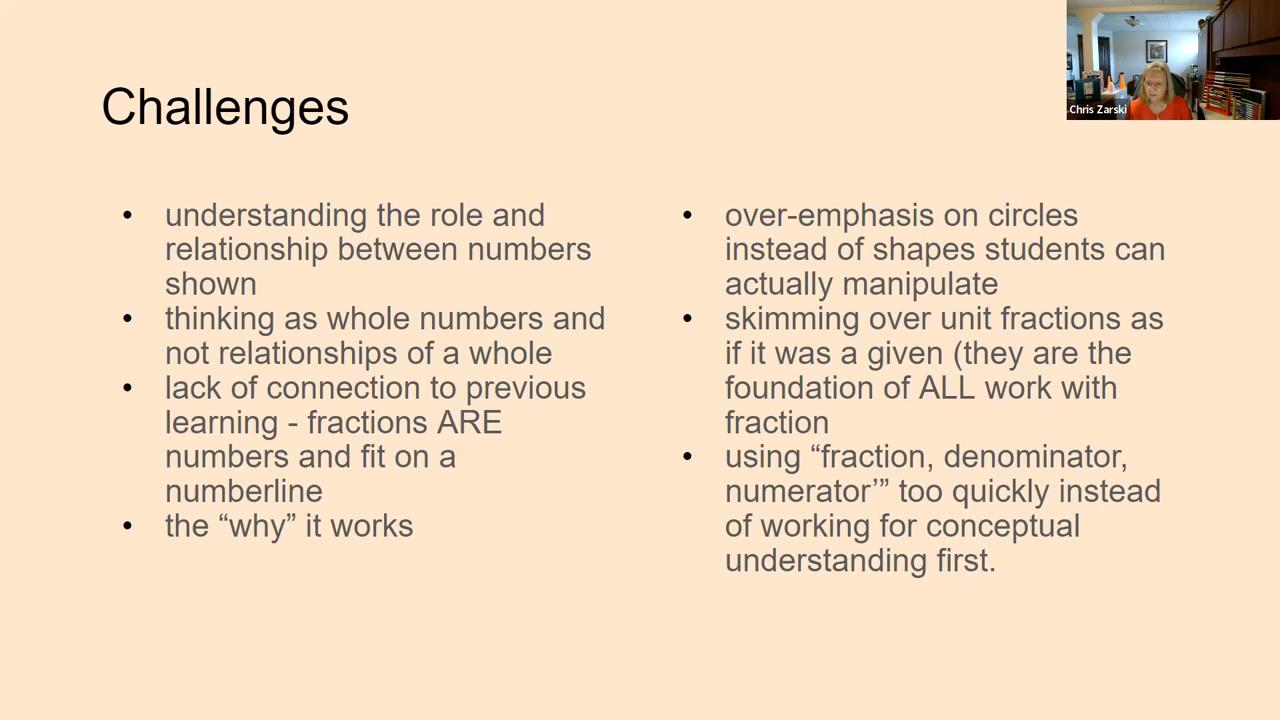 Challenges
Chris Zarski
• understanding the role and
relationship between numbers
shown
• thinking as whole numbers and
not relationships of a whole
• lack of connection to previous
learning - fractions ARE
numbers and fit on a
numberline
• the “why” it works
• over-emphasis on circles
instead of shapes students can
actually manipulate
• skimming over unit fractions as
if it was a given (they are the
foundation of ALL work with
fraction
• using “fraction, denominator,
numerator’” too quickly instead
of working for conceptual
understanding first.